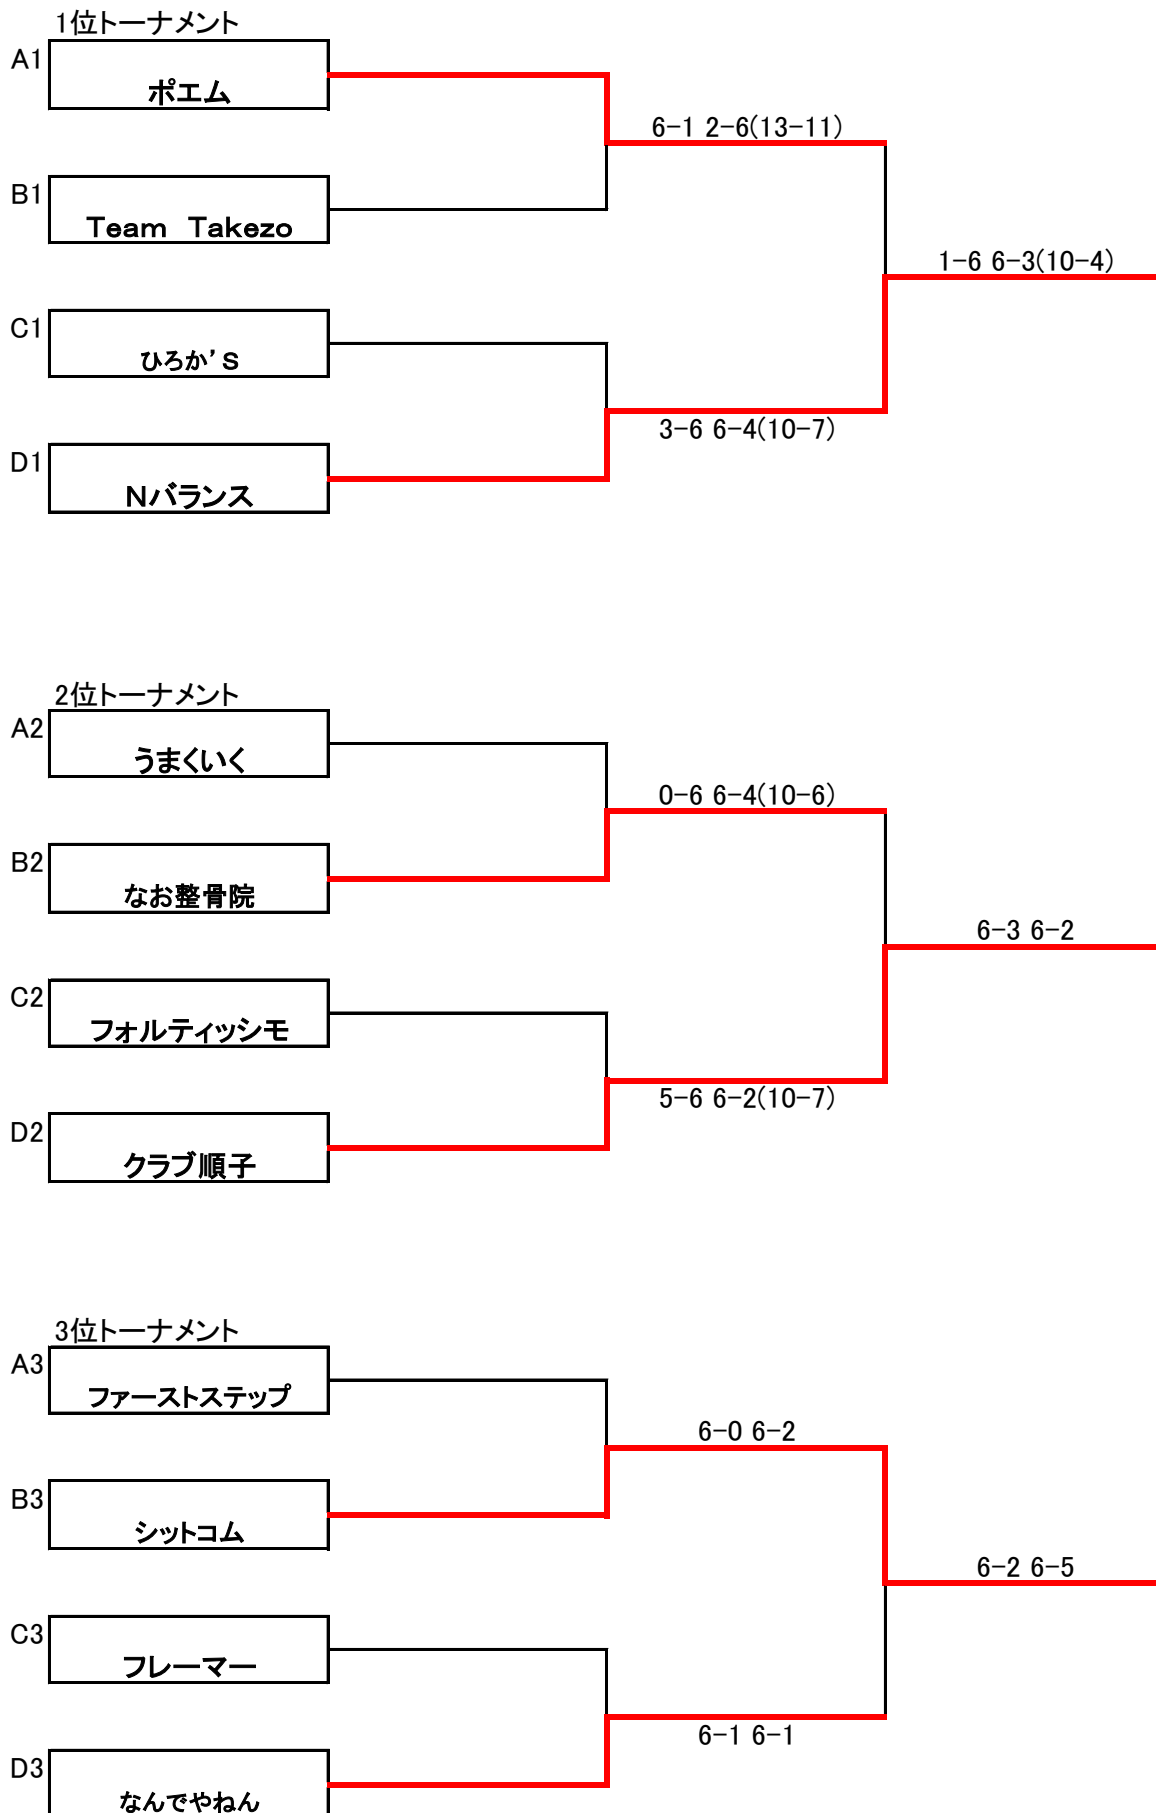 1位トーナメント
A1
ポエム
6-1 2-6(13-11)
B1
Team　Takezo
1-6 6-3(10-4)
C1
ひろか’S
3-6 6-4(10-7)
D1
Nバランス
2位トーナメント
A2
うまくいく
0-6 6-4(10-6)
B2
なお整骨院
6-3 6-2
C2
フォルティッシモ
5-6 6-2(10-7)
D2
クラブ順子
3位トーナメント
A3
ファーストステップ
6-0 6-2
B3
シットコム
6-2 6-5
C3
フレーマー
6-1 6-1
D3
なんでやねん